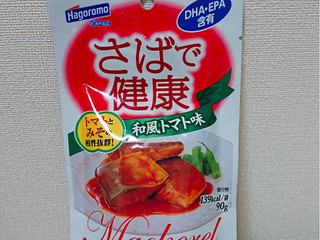 Hagoromo
DHA・EPA
含有
さばで
健康
トマトと
みその
相性抜群!
和風トマト味
139kcal/袋
90g
Mackerel